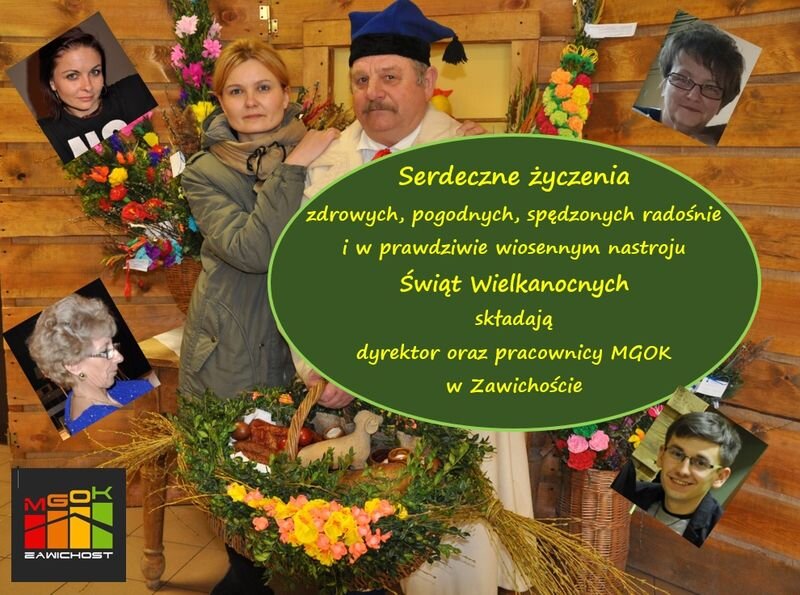 Serdeczne życzenia
zdrowych, pogodnych, spędzonych radośnie
i w prawdziwie wiosennym nastroju
Świąt Wielkanocnych
składają
dyrektor oraz pracownicy MGOK
w Zawichoście
MGOK
ZAWICHOST